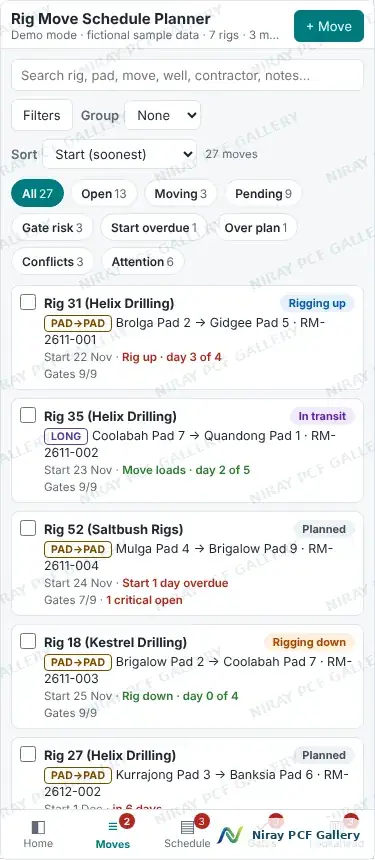 Rig Move Schedule Planner
Demo mode · fictional sample data · 7 rigs · 3 m...
+ Move
Search rig, pad, move, well, contractor, notes...
Filters
Group
None
Sort
Start (soonest)
27 moves
All 27
Open 13
Moving 3
Pending 9
Gate risk 3
Start overdue 1
Over plan 1
Conflicts 3
Attention 6
Rig 31 (Helix Drilling)
Rigging up
PAD→PAD Brolga Pad 2 → Gidgee Pad 5 · RM-
2611-001
Start 22 Nov · Rig up · day 3 of 4
Gates 9/9
Rig 35 (Helix Drilling)
In transit
LONG Coolabah Pad 7 → Quandong Pad 1 · RM-
2611-002
Start 23 Nov · Move loads · day 2 of 5
Gates 9/9
Rig 52 (Saltbush Rigs)
Planned
PAD→PAD Mulga Pad 4 → Brigalow Pad 9 · RM-
2611-004
Start 24 Nov · Start 1 day overdue
Gates 7/9 · 1 critical open
Rig 18 (Kestrel Drilling)
Rigging down
PAD→PAD Brigalow Pad 2 → Coolabah Pad 7 · RM-
2611-003
Start 25 Nov · Rig down · day 0 of 4
Gates 9/9
Rig 27 (Helix Drilling)
Planned
PAD→PAD Kurrajong Pad 3 → Banksia Pad 6 · RM-
2612-002
Start 1 Dec · in 6 days
Home
2
Moves
3
Schedule
Niray PCF Gallery
NIRAY PCF GALLERY